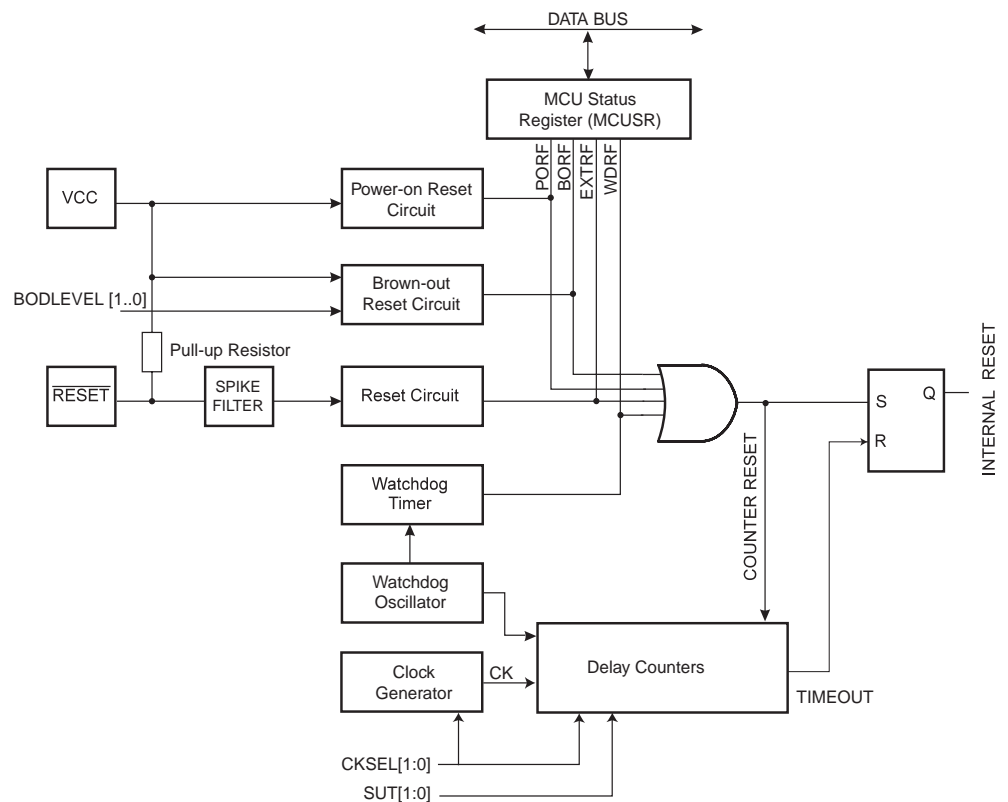 DATA BUS
MCU Status
Register (MCUSR)
PORF
BORF
EXTRF
WDRF
VCC
Power-on Reset
Circuit
Brown-out
Reset Circuit
BODLEVEL [1..0]
Pull-up Resistor
RESET
SPIKE
FILTER
Reset Circuit
S
Q
R
INTERNAL RESET
Watchdog
Timer
COUNTER RESET
Watchdog
Oscillator
Clock
Generator
CK
Delay Counters
TIMEOUT
CKSEL[1:0]
SUT[1:0]